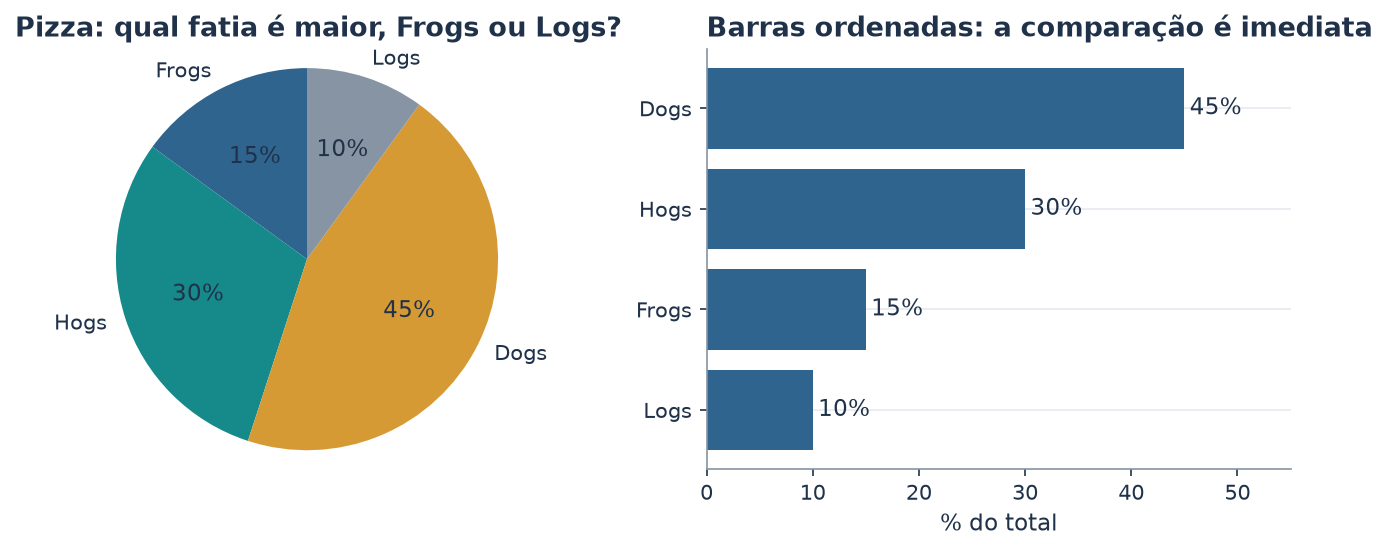 Pizza: qual fatia é maior, Frogs ou Logs?
Logs
Frogs
15%
10%
30%
45%
Hogs
Dogs
Barras ordenadas: a comparação é imediata
Dogs
45%
Hogs
30%
Frogs
15%
Logs
10%
0 10 20 30 40 50
% do total